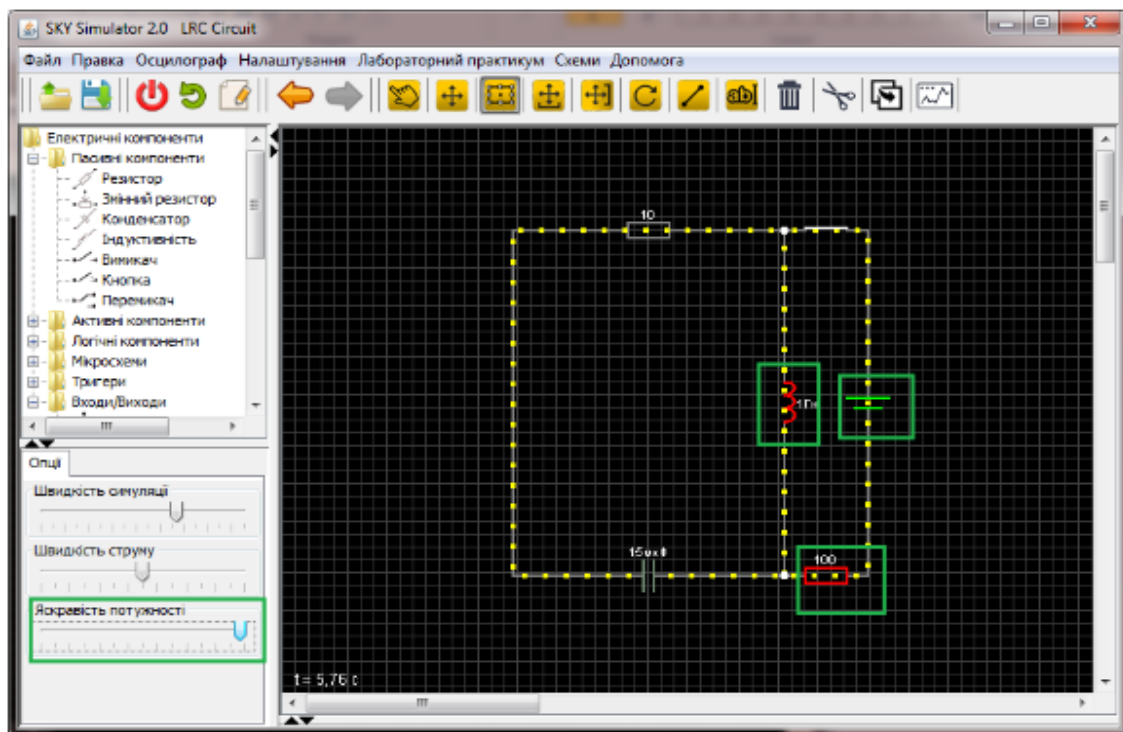 SKY Simulator 2.0 LRC Circuit
Файл Правка Осцилограф Налаштування Лабораторний практикум Схеми Допомога
Електричні компоненти
Пасивні компоненти
Резистор
Змінний резистор
Конденсатор
Індуктивність
Вимикач
Кнопка
Перемикач
Активні компоненти
Логічні компоненти
Мікросхеми
Тригери
Входи/Виходи
Опції
Швидкість симуляції
Швидкість струму
Яскравість потужності
10
1Гн
15мкФ
100
t = 5,76 с